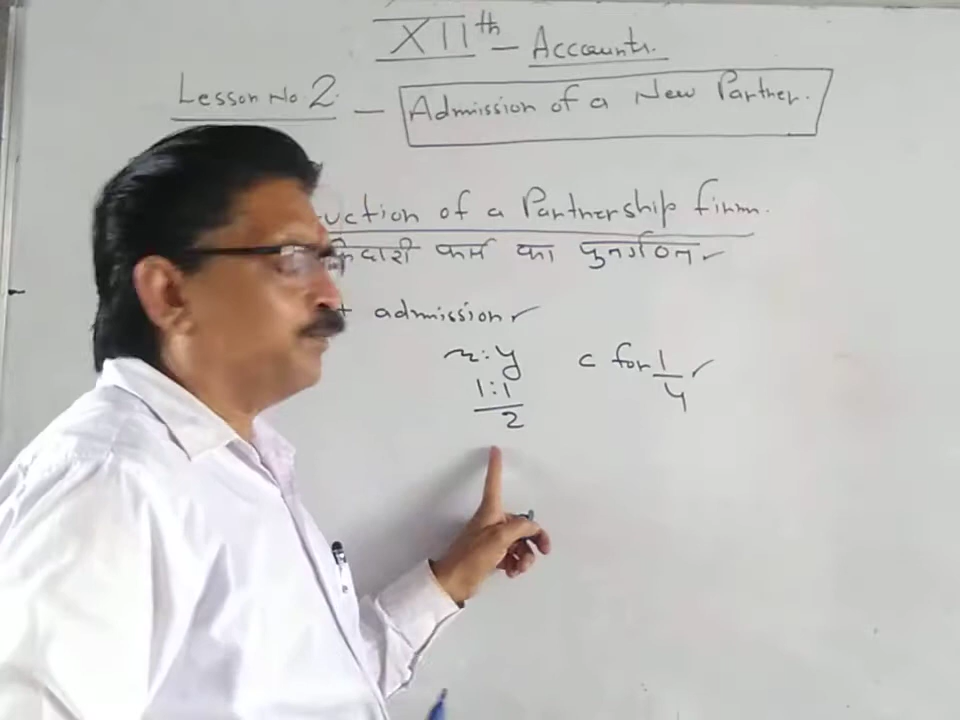 XIIth - Accounts.
Lesson No. 2. - Admission of a New Partner.
uction of a Partnership firm.
दारी फर्म का पुनर्गठन
admission
x:y c for 1/4
1:1
2